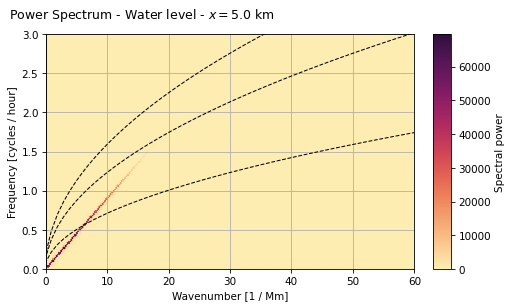 Power Spectrum - Water level - x = 5.0 km
3.0
2.5
2.0
1.5
1.0
0.5
0.0
Frequency [cycles / hour]
0 10 20 30 40 50 60
Wavenumber [1 / Mm]
60000
50000
40000
30000
20000
10000
0
Spectral power